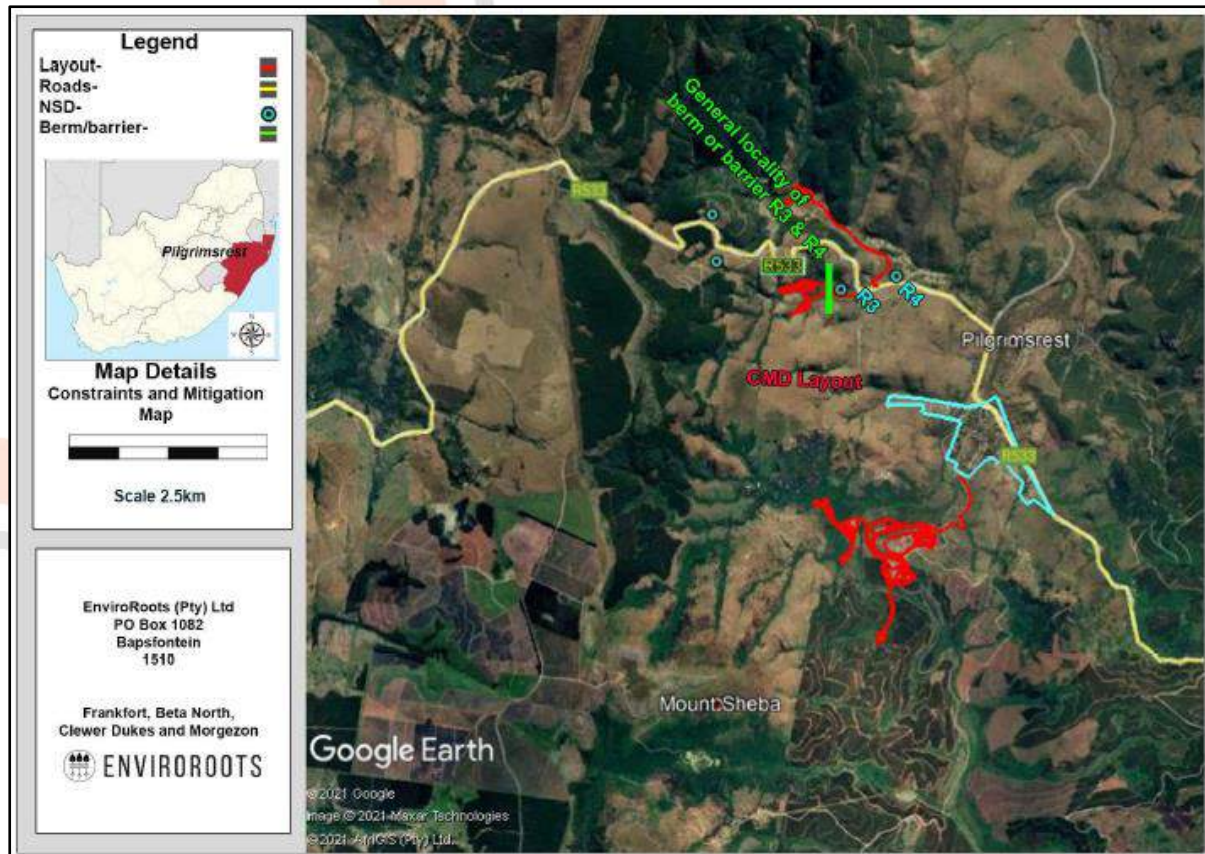 Legend
Layout-
Roads-
NSD-
Berm/barrier-
Pilgrimsrest
N
W
E
S
Map Details
Constraints and Mitigation
Map
Scale 2.5km
EnviroRoots (Pty) Ltd
PO Box 1082
Bapsfontein
1510
Frankfort, Beta North,
Clewer Dukes and Morgezon
ENVIROROOTS
General locality of
berm or barrier R3 & R4
R533
R533
R3
R4
Pilgrimsrest
CMD Layout
R533
Mount Sheba
Google Earth
©2021 Google
Image © 2021 Maxar Technologies
© 2021 AfriGIS (Pty) Ltd.